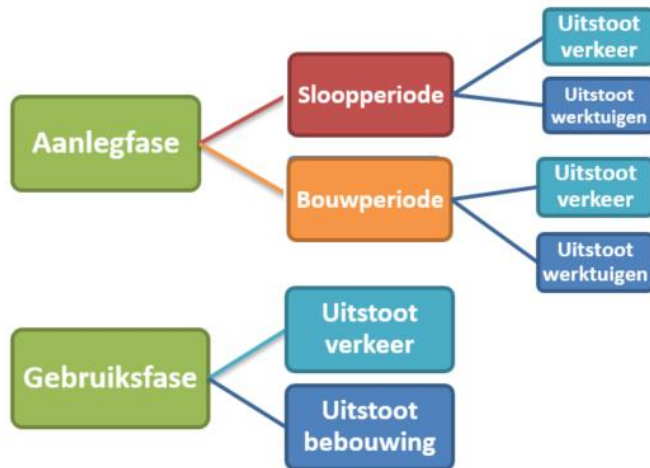 Aanlegfase
Sloopperiode
Uitstoot
verkeer
Uitstoot
werktuigen
Bouwperiode
Uitstoot
verkeer
Uitstoot
werktuigen
Gebruiksfase
Uitstoot
verkeer
Uitstoot
bebouwing